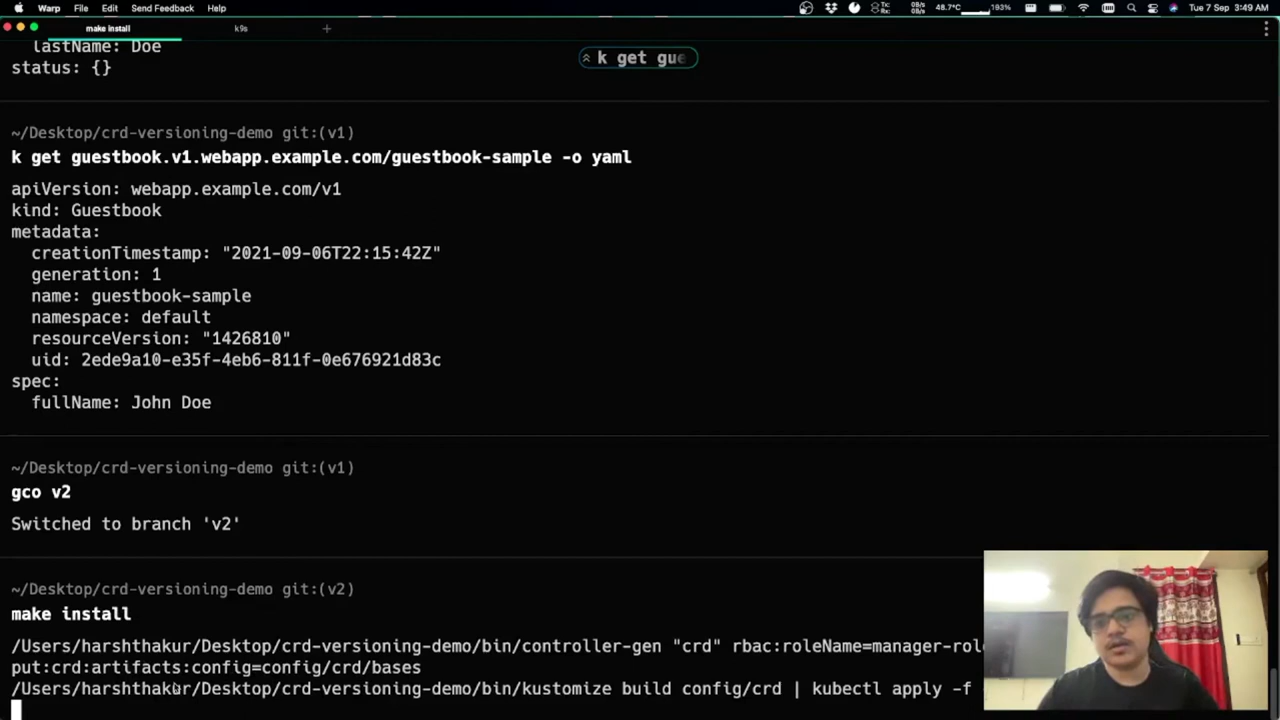 Warp File Edit Send Feedback Help
48.7°C
193%
Tue 7 Sep 3:49 AM
make install
k9s
+
lastName: Doe
status: {}
k get gue
~/Desktop/crd-versioning-demo git:(v1)
k get guestbook.v1.webapp.example.com/guestbook-sample -o yaml
apiVersion: webapp.example.com/v1
kind: Guestbook
metadata:
creationTimestamp: "2021-09-06T22:15:42Z"
generation: 1
name: guestbook-sample
namespace: default
resourceVersion: "1426810"
uid: 2ede9a10-e35f-4eb6-811f-0e676921d83c
spec:
fullName: John Doe
~/Desktop/crd-versioning-demo git:(v1)
gco v2
Switched to branch 'v2'
~/Desktop/crd-versioning-demo git:(v2)
make install
/Users/harshthakur/Desktop/crd-versioning-demo/bin/controller-gen "crd" rbac:roleName=manager-role
put:crd:artifacts:config=config/crd/bases
/Users/harshthakur/Desktop/crd-versioning-demo/bin/kustomize build config/crd | kubectl apply -f